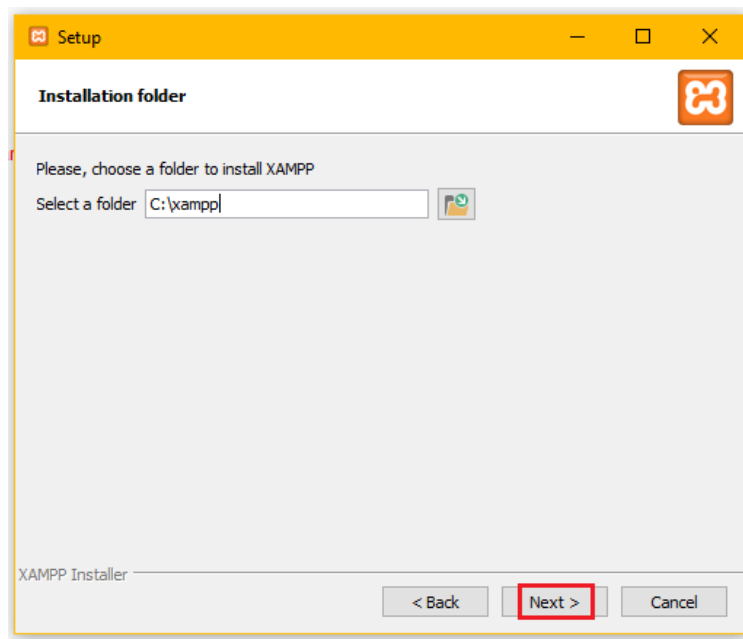 Setup
Installation folder
Please, choose a folder to install XAMPP
Select a folder C:\xampp
XAMPP Installer
< Back Next > Cancel